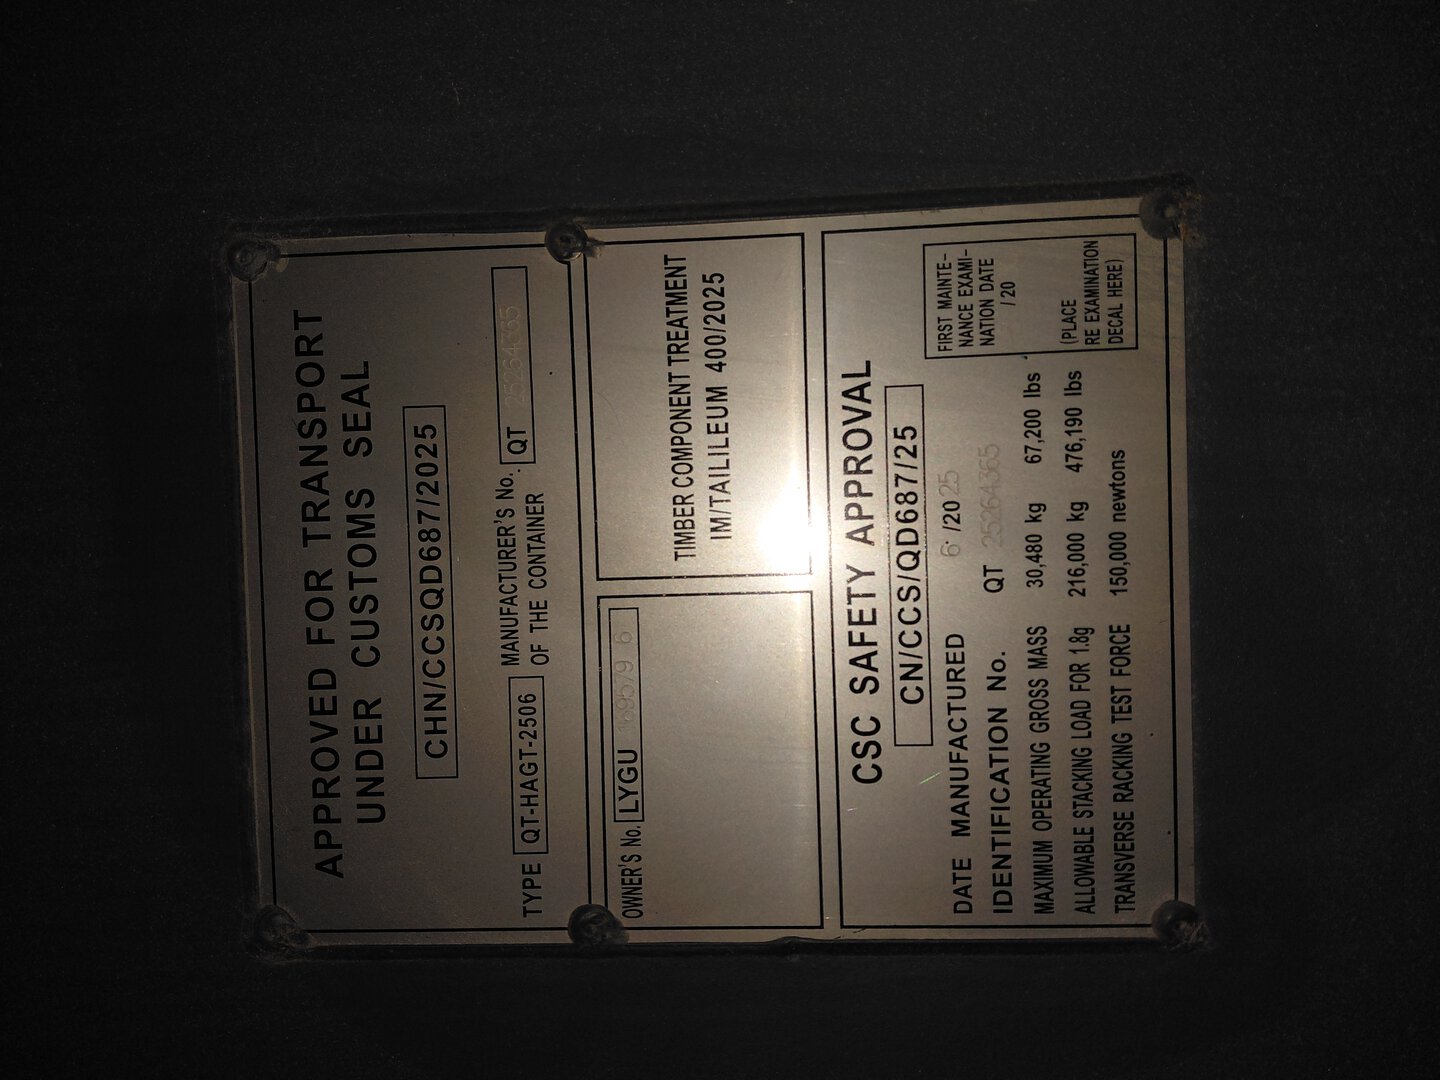 APPROVED FOR TRANSPORT
UNDER CUSTOMS SEAL
CHN/CCSQD687/2025
TYPE QT-HAGT-2506 MANUFACTURER'S No. OF THE CONTAINER QT 25264365
OWNER'S No. LYGU
TIMBER COMPONENT TREATMENT
IM/TAILILEUM 400/2025
CSC SAFETY APPROVAL
CN/CCS/QD687/25
DATE MANUFACTURED 6 /2025
IDENTIFICATION No. QT 25264365
MAXIMUM OPERATING GROSS MASS 30,480 kg 67,200 lbs
ALLOWABLE STACKING LOAD FOR 1.8g 216,000 kg 476,190 lbs
TRANSVERSE RACKING TEST FORCE 150,000 newtons
FIRST MAINTE-
NANCE EXAMI-
NATION DATE
/ 20
(PLACE
RE EXAMINATION
DECAL HERE)